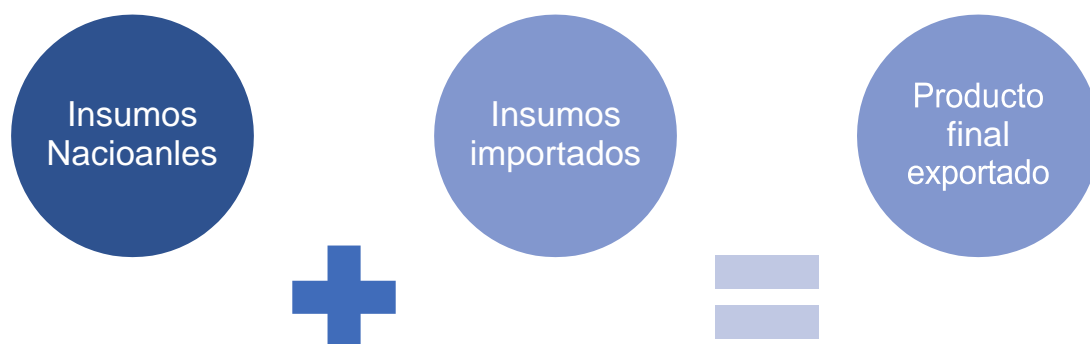 Insumos
Nacioanles
Insumos
importados
Producto
final
exportado